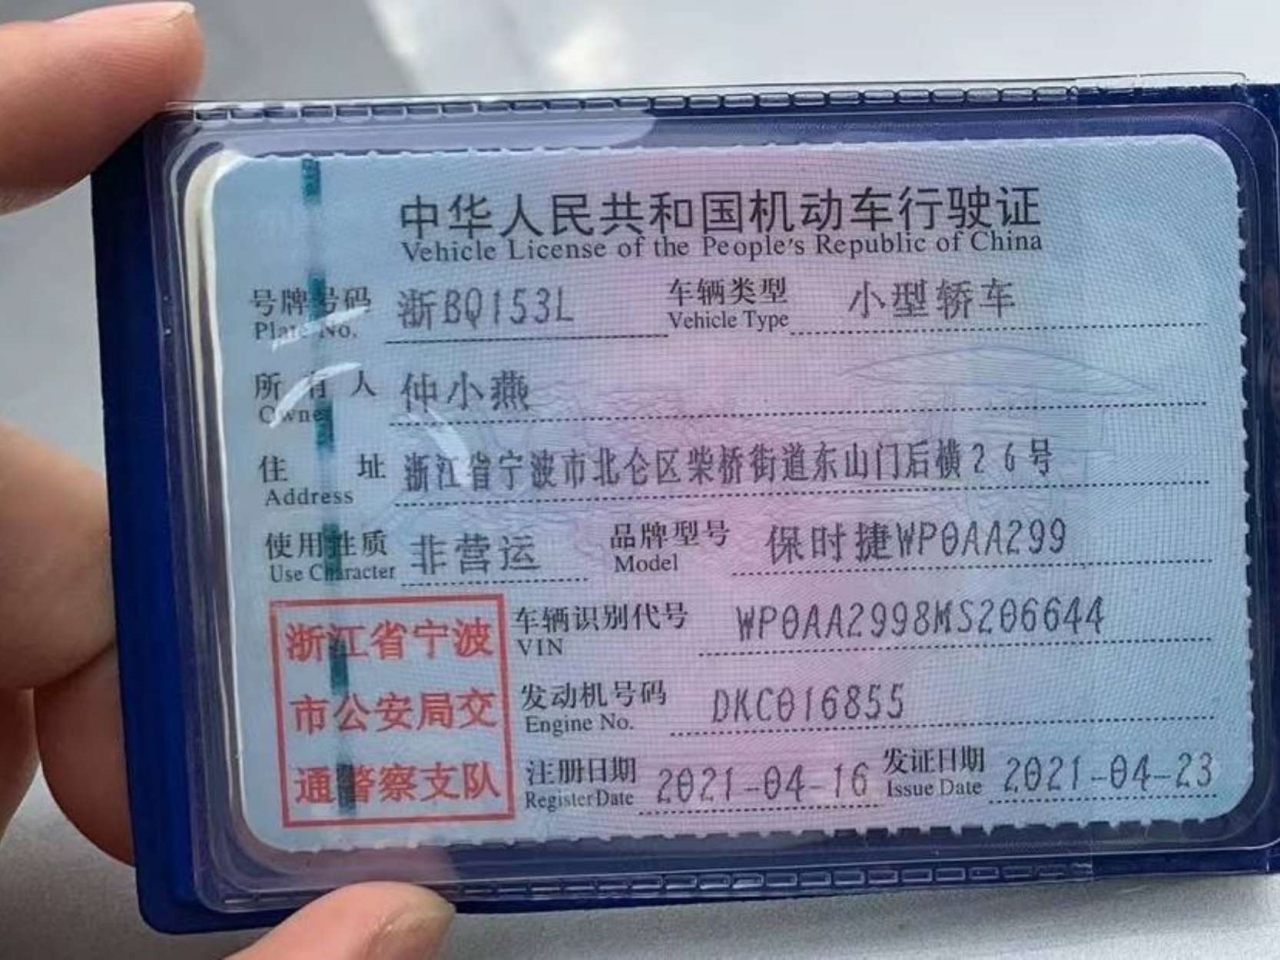 中华人民共和国机动车行驶证
Vehicle License of the People's Republic of China
号牌号码 浙BQ153L 车辆类型 小型轿车
Plate No. Vehicle Type
所有人 仲小燕
Owner
住址 浙江省宁波市北仑区柴桥街道东山门后横26号
Address
使用性质 非营运 品牌型号 保时捷WP0AA299
Use Character Model
浙江省宁波
市公安局交
通警察支队
车辆识别代号 WP0AA2998MS206644
VIN
发动机号码 DKC016855
Engine No.
注册日期 2021-04-16 发证日期 2021-04-23
Register Date Issue Date